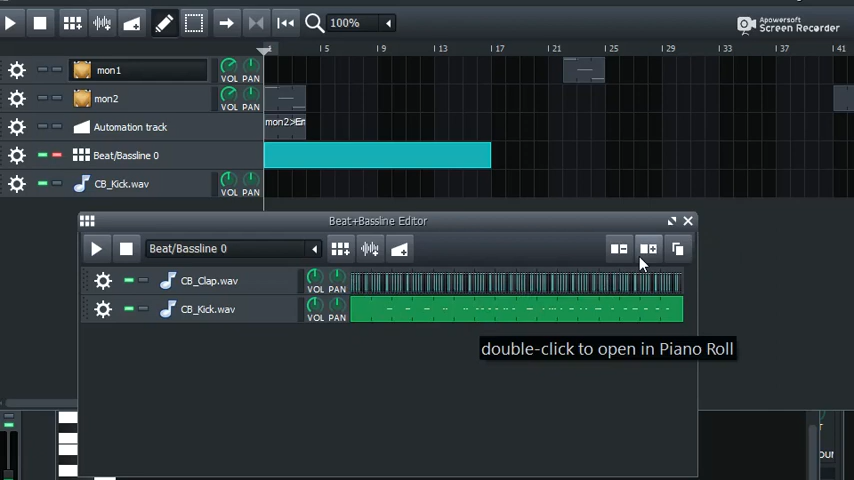 100%
Apowersoft
Screen Recorder
5
9
13
17
21
25
29
33
37
41
mon1
VOL PAN
mon2
VOL PAN
Automation track
mon2>En
Beat/Bassline 0
CB_Kick.wav
VOL PAN
Beat+Bassline Editor
Beat/Bassline 0
CB_Clap.wav
VOL PAN
CB_Kick.wav
VOL PAN
double-click to open in Piano Roll